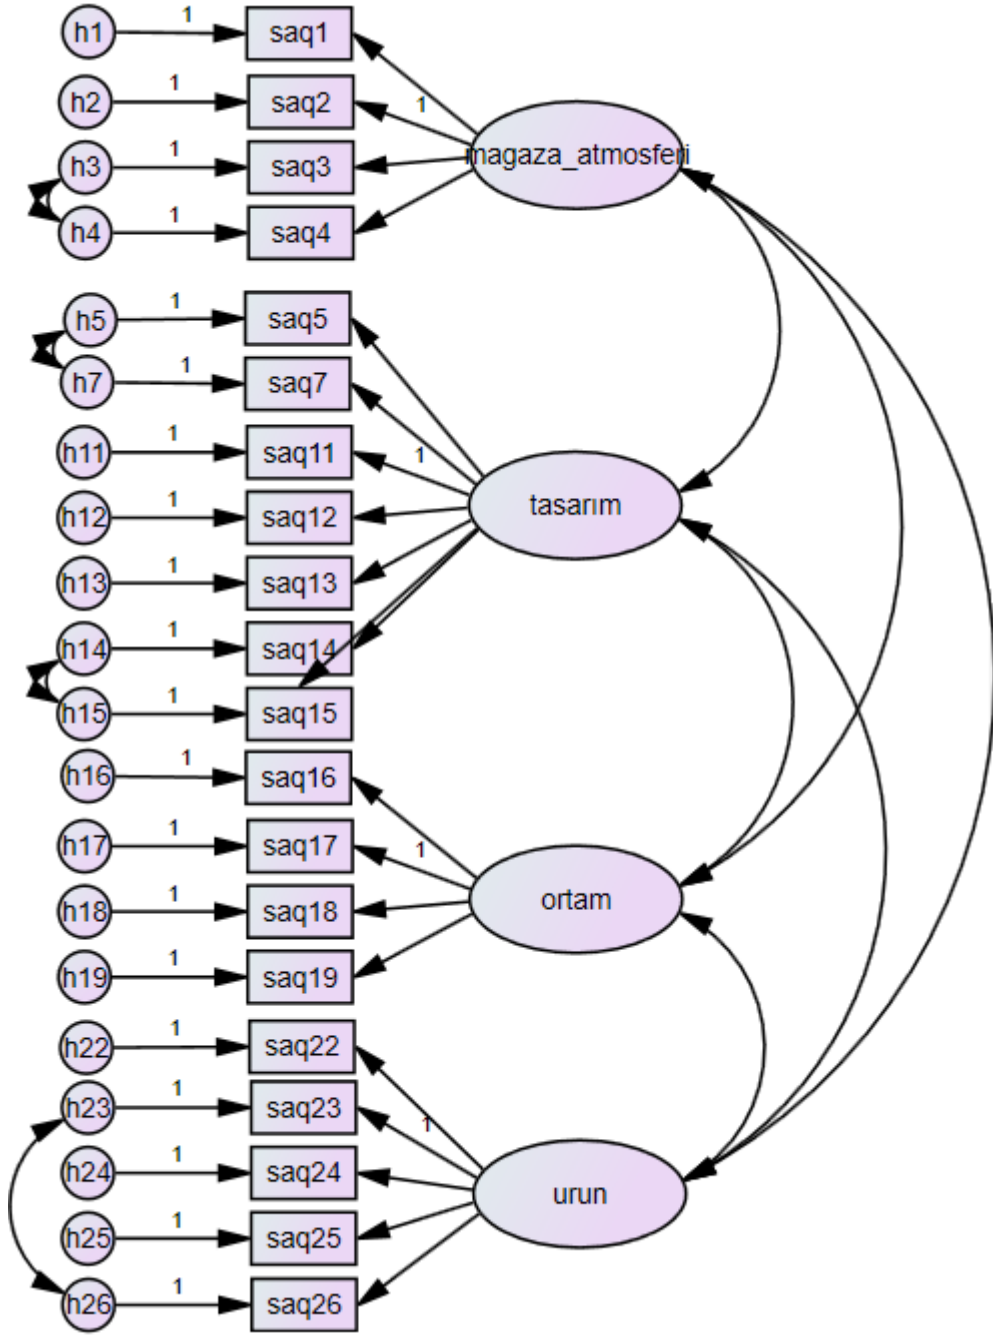 h1 1 saq1
h2 1 saq2 1
magaza_atmosferi
h3 1 saq3
h4 1 saq4
h5 1 saq5
h7 1 saq7
h11 1 saq11 1
h12 1 saq12
tasarım
h13 1 saq13
h14 1 saq14
h15 1 saq15
h16 1 saq16
h17 1 saq17 1
h18 1 saq18
ortam
h19 1 saq19
h22 1 saq22
h23 1 saq23 1
h24 1 saq24
urun
h25 1 saq25
h26 1 saq26